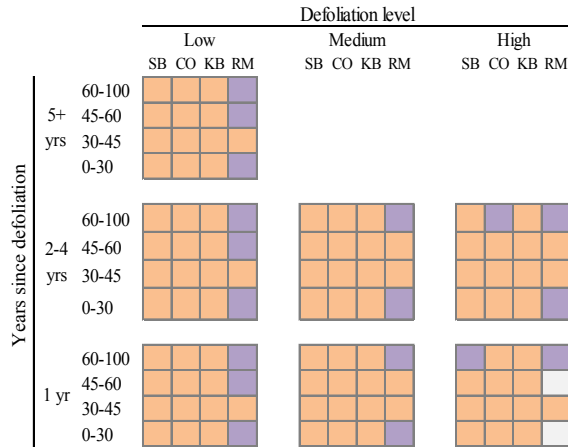 Defoliation level
Low Medium High
SB CO KB RM SB CO KB RM SB CO KB RM
Years since defoliation
5+ yrs
60-100
45-60
30-45
0-30
2-4 yrs
60-100
45-60
30-45
0-30
1 yr
60-100
45-60
30-45
0-30